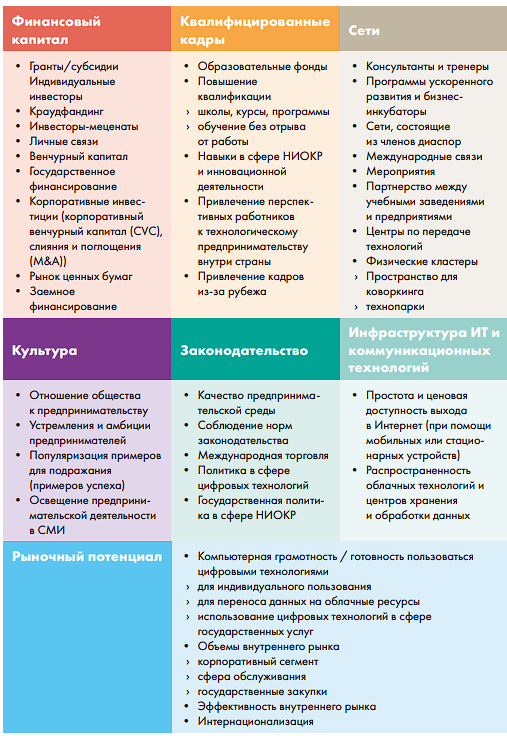 Финансовый
капитал
• Гранты/субсидии
Индивидуальные
инвесторы
• Краудфандинг
• Инвесторы-меценаты
• Личные связи
• Венчурный капитал
• Государственное
финансирование
• Корпоративные инвес-
тиции (корпоративный
венчурный капитал (CVC),
слияния и поглощения
(M&A))
• Рынок ценных бумаг
• Заемное
финансирование
Квалифицированные
кадры
• Образовательные фонды
• Повышение
квалификации
› школы, курсы, программы
› обучение без отрыва
от работы
• Навыки в сфере НИОКР
и инновационной
деятельности
• Привлечение перспек-
тивных работников
к технологическому
предпринимательству
внутри страны
• Привлечение кадров
из-за рубежа
Сети
• Консультанты и тренеры
• Программы ускоренного
развития и бизнес-
инкубаторы
• Сети, состоящие
из членов диаспор
• Международные связи
• Мероприятия
• Партнерство между
учебными заведениями
и предприятиями
• Центры по передаче
технологий
• Физические кластеры
› Пространство для
коворкинга
› технопарки
Культура
• Отношение общества
к предпринимательству
• Устремления и амбиции
предпринимателей
• Популяризация примеров
для подражания
(примеров успеха)
• Освещение предприни-
мательской деятельности
в СМИ
Законодательство
• Качество предпринима-
тельской среды
• Соблюдение норм
законодательства
• Международная торговля
• Политика в сфере
цифровых технологий
• Государственная полити-
ка в сфере НИОКР
Инфраструктура ИТ и
коммуникационных
технологий
• Простота и ценовая
доступность выхода
в Интернет (при помощи
мобильных или стацио-
нарных устройств)
• Распространенность
облачных технологий и
центров хранения
и обработки данных
Рыночный потенциал
• Компьютерная грамотность / готовность пользоваться
цифровыми технологиями
› для индивидуального пользования
› для переноса данных на облачные ресурсы
› использование цифровых технологий в сфере
государственных услуг
• Объемы внутреннего рынка
› корпоративный сегмент
› сфера обслуживания
› государственные закупки
• Эффективность внутреннего рынка
• Интернационализация